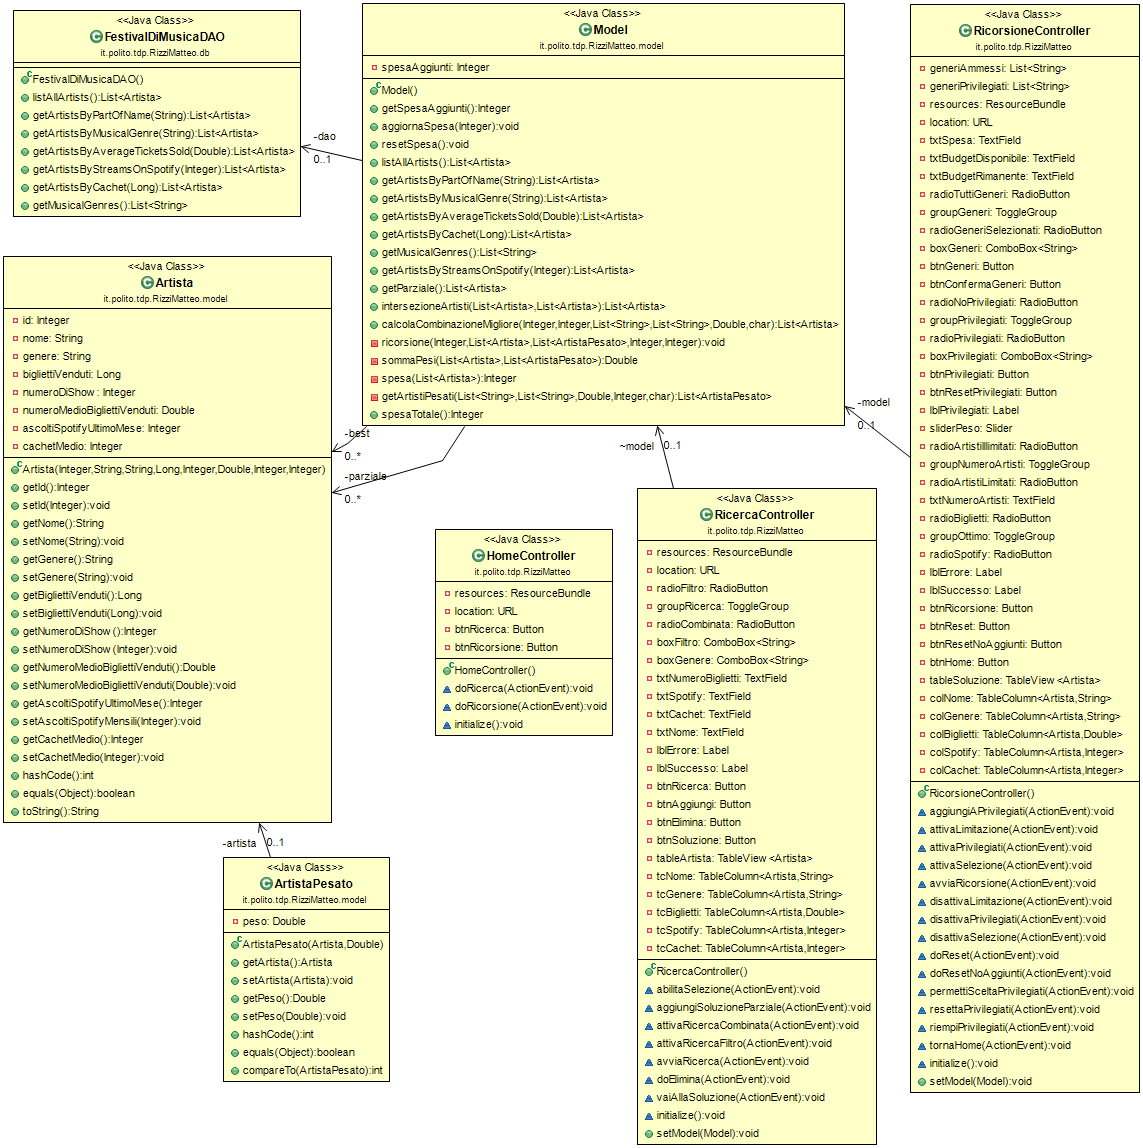 <<Java Class>>
FestivalDiMusicaDAO
it.polito.tdp.RizziMatteo.db
FestivalDiMusicaDAO()
listAllArtists():List<Artista>
getArtistsByPartOfName(String):List<Artista>
getArtistsByMusicalGenre(String):List<Artista>
getArtistsByAverageTicketsSold(Double):List<Artista>
getArtistsByStreamsOnSpotify(Integer):List<Artista>
getArtistsByCachet(Long):List<Artista>
getMusicalGenres():List<String>
-dao
0..1
<<Java Class>>
Model
it.polito.tdp.RizziMatteo.model
spesaAggiunti: Integer
Model()
getSpesaAggiunti():Integer
aggiornaSpesa(Integer):void
resetSpesa():void
listAllArtists():List<Artista>
getArtistsByPartOfName(String):List<Artista>
getArtistsByMusicalGenre(String):List<Artista>
getArtistsByAverageTicketsSold(Double):List<Artista>
getArtistsByCachet(Long):List<Artista>
getMusicalGenres():List<String>
getArtistsByStreamsOnSpotify(Integer):List<Artista>
getParziale():List<Artista>
intersezioneArtisti(List<Artista>,List<Artista>):List<Artista>
calcolaCombinazioneMigliore(Integer,Integer,List<String>,List<String>,Double,char):List<Artista>
ricorsione(Integer,List<Artista>,List<ArtistaPesato>,Integer,Integer):void
sommaPesi(List<Artista>,List<ArtistaPesato>):Double
spesa(List<Artista>):Integer
getArtistiPesati(List<String>,List<String>,Double,Integer,char):List<ArtistaPesato>
spesaTotale():Integer
-best
0..*
-parziale
0..*
~model
0..1
-model
0..1
<<Java Class>>
Artista
it.polito.tdp.RizziMatteo.model
id: Integer
nome: String
genere: String
bigliettiVenduti: Long
numeroDiShow : Integer
numeroMedioBigliettiVenduti: Double
ascoltiSpotifyUltimoMese: Integer
cachetMedio: Integer
Artista(Integer,String,String,Long,Integer,Double,Integer,Integer)
getId():Integer
setId(Integer):void
getNome():String
setNome(String):void
getGenere():String
setGenere(String):void
getBigliettiVenduti():Long
setBigliettiVenduti(Long):void
getNumeroDiShow ():Integer
setNumeroDiShow (Integer):void
getNumeroMedioBigliettiVenduti():Double
setNumeroMedioBigliettiVenduti(Double):void
getAscoltiSpotifyUltimoMese():Integer
setAscoltiSpotifyMensili(Integer):void
getCachetMedio():Integer
setCachetMedio(Integer):void
hashCode():int
equals(Object):boolean
toString():String
-artista
0..1
<<Java Class>>
ArtistaPesato
it.polito.tdp.RizziMatteo.model
peso: Double
ArtistaPesato(Artista,Double)
getArtista():Artista
setArtista(Artista):void
getPeso():Double
setPeso(Double):void
hashCode():int
equals(Object):boolean
compareTo(ArtistaPesato):int
<<Java Class>>
HomeController
it.polito.tdp.RizziMatteo
resources: ResourceBundle
location: URL
btnRicerca: Button
btnRicorsione: Button
HomeController()
doRicerca(ActionEvent):void
doRicorsione(ActionEvent):void
initialize():void
<<Java Class>>
RicercaController
it.polito.tdp.RizziMatteo
resources: ResourceBundle
location: URL
radioFiltro: RadioButton
groupRicerca: ToggleGroup
radioCombinata: RadioButton
boxFiltro: ComboBox<String>
boxGenere: ComboBox<String>
txtNumeroBiglietti: TextField
txtSpotify: TextField
txtCachet: TextField
txtNome: TextField
lblErrore: Label
lblSuccesso: Label
btnRicerca: Button
btnAggiungi: Button
btnElimina: Button
btnSoluzione: Button
tableArtista: TableView <Artista>
tcNome: TableColumn<Artista,String>
tcGenere: TableColumn<Artista,String>
tcBiglietti: TableColumn<Artista,Double>
tcSpotify: TableColumn<Artista,Integer>
tcCachet: TableColumn<Artista,Integer>
RicercaController()
abilitaSelezione(ActionEvent):void
aggiungiSoluzioneParziale(ActionEvent):void
attivaRicercaCombinata(ActionEvent):void
attivaRicercaFiltro(ActionEvent):void
avviaRicerca(ActionEvent):void
doElimina(ActionEvent):void
vaiAllaSoluzione(ActionEvent):void
initialize():void
setModel(Model):void
<<Java Class>>
RicorsioneController
it.polito.tdp.RizziMatteo
generiAmmessi: List<String>
generiPrivilegiati: List<String>
resources: ResourceBundle
location: URL
txtSpesa: TextField
txtBudgetDisponibile: TextField
txtBudgetRimanente: TextField
radioTuttiGeneri: RadioButton
groupGeneri: ToggleGroup
radioGeneriSelezionati: RadioButton
boxGeneri: ComboBox<String>
btnGeneri: Button
btnConfermaGeneri: Button
radioNoPrivilegiati: RadioButton
groupPrivilegiati: ToggleGroup
radioPrivilegiati: RadioButton
boxPrivilegiati: ComboBox<String>
btnPrivilegiati: Button
btnResetPrivilegiati: Button
lblPrivilegiati: Label
sliderPeso: Slider
radioArtistiIllimitati: RadioButton
groupNumeroArtisti: ToggleGroup
radioArtistiLimitati: RadioButton
txtNumeroArtisti: TextField
radioBiglietti: RadioButton
groupOttimo: ToggleGroup
radioSpotify: RadioButton
lblErrore: Label
lblSuccesso: Label
btnRicorsione: Button
btnReset: Button
btnResetNoAggiunti: Button
btnHome: Button
tableSoluzione: TableView <Artista>
colNome: TableColumn<Artista,String>
colGenere: TableColumn<Artista,String>
colBiglietti: TableColumn<Artista,Double>
colSpotify: TableColumn<Artista,Integer>
colCachet: TableColumn<Artista,Integer>
RicorsioneController()
aggiungiAPrivilegiati(ActionEvent):void
attivaLimitazione(ActionEvent):void
attivaPrivilegiati(ActionEvent):void
attivaSelezione(ActionEvent):void
avviaRicorsione(ActionEvent):void
disattivaLimitazione(ActionEvent):void
disattivaPrivilegiati(ActionEvent):void
disattivaSelezione(ActionEvent):void
doReset(ActionEvent):void
doResetNoAggiunti(ActionEvent):void
permettiSceltaPrivilegiati(ActionEvent):void
resettaPrivilegiati(ActionEvent):void
riempiPrivilegiati(ActionEvent):void
tornaHome(ActionEvent):void
initialize():void
setModel(Model):void